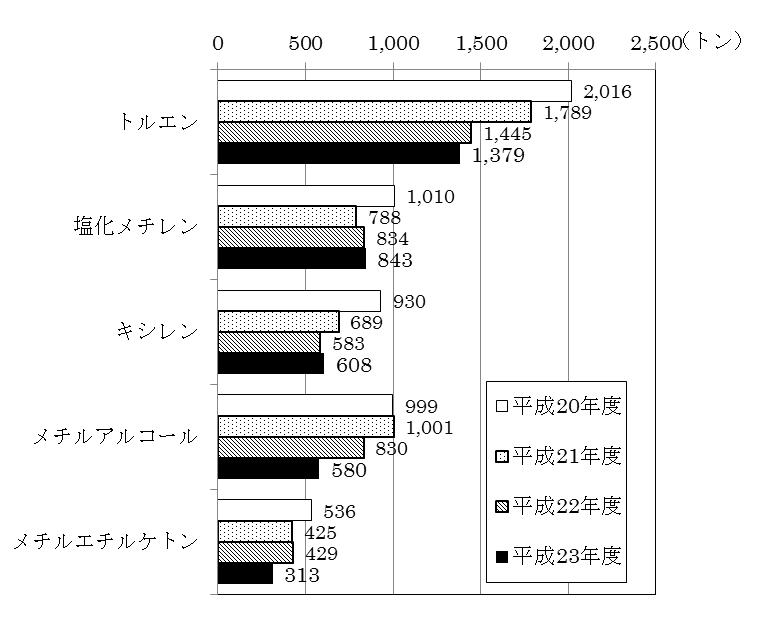 0 500 1,000 1,500 2,000 2,500(トン)
トルエン
2,016
1,789
1,445
1,379
塩化メチレン
1,010
788
834
843
キシレン
930
689
583
608
メチルアルコール
999
1,001
830
580
メチルエチルケトン
536
425
429
313
平成20年度
平成21年度
平成22年度
平成23年度